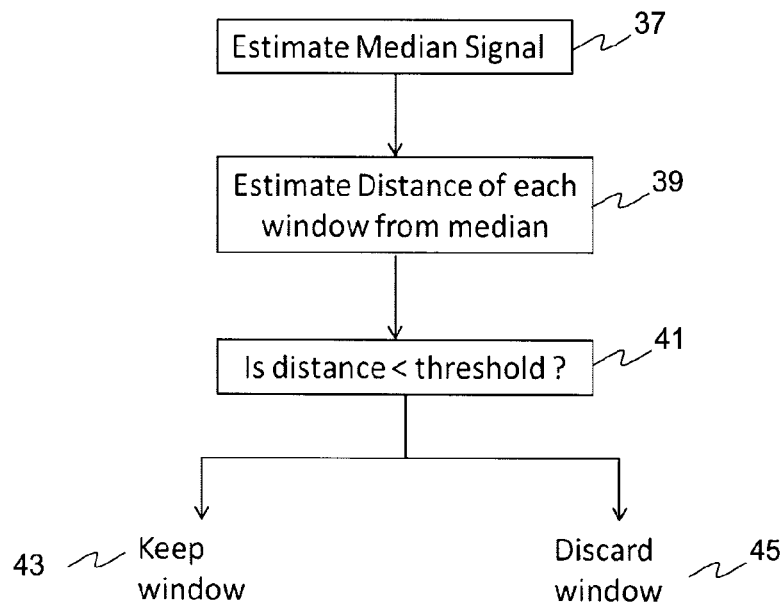 Estimate Median Signal
37
Estimate Distance of each
window from median
39
Is distance < threshold ?
41
43
Keep
window
Discard
window
45